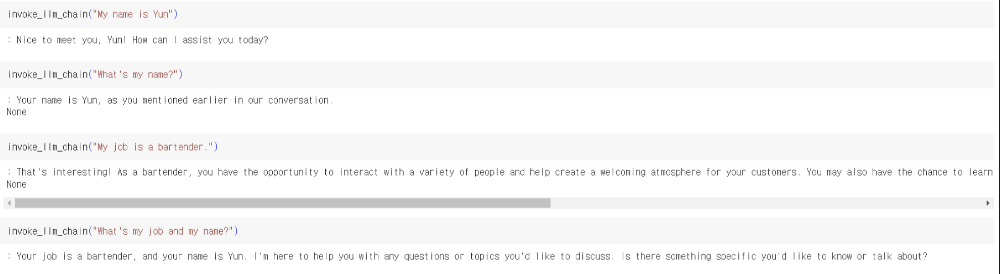 invoke_llm_chain("My name is Yun")
: Nice to meet you, Yun! How can I assist you today?
invoke_llm_chain("What's my name?")
: Your name is Yun, as you mentioned earlier in our conversation.
None
invoke_llm_chain("My job is a bartender.")
: That's interesting! As a bartender, you have the opportunity to interact with a variety of people and help create a welcoming atmosphere for your customers. You may also have the chance to learn
None
invoke_llm_chain("What's my job and my name?")
: Your job is a bartender, and your name is Yun. I'm here to help you with any questions or topics you'd like to discuss. Is there something specific you'd like to know or talk about?